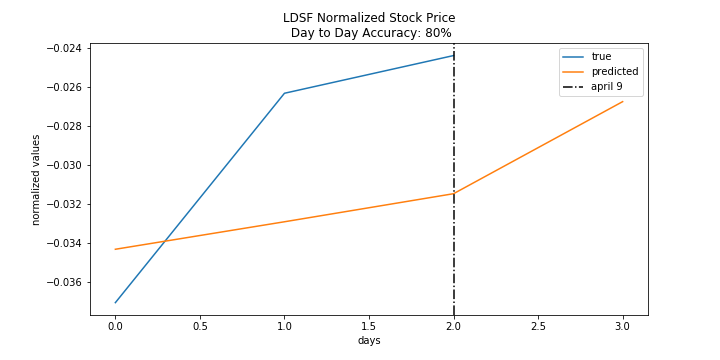 LDSF Normalized Stock Price
Day to Day Accuracy: 80%
true
predicted
april 9
normalized values
−0.024
−0.026
−0.028
−0.030
−0.032
−0.034
−0.036
0.0 0.5 1.0 1.5 2.0 2.5 3.0
days